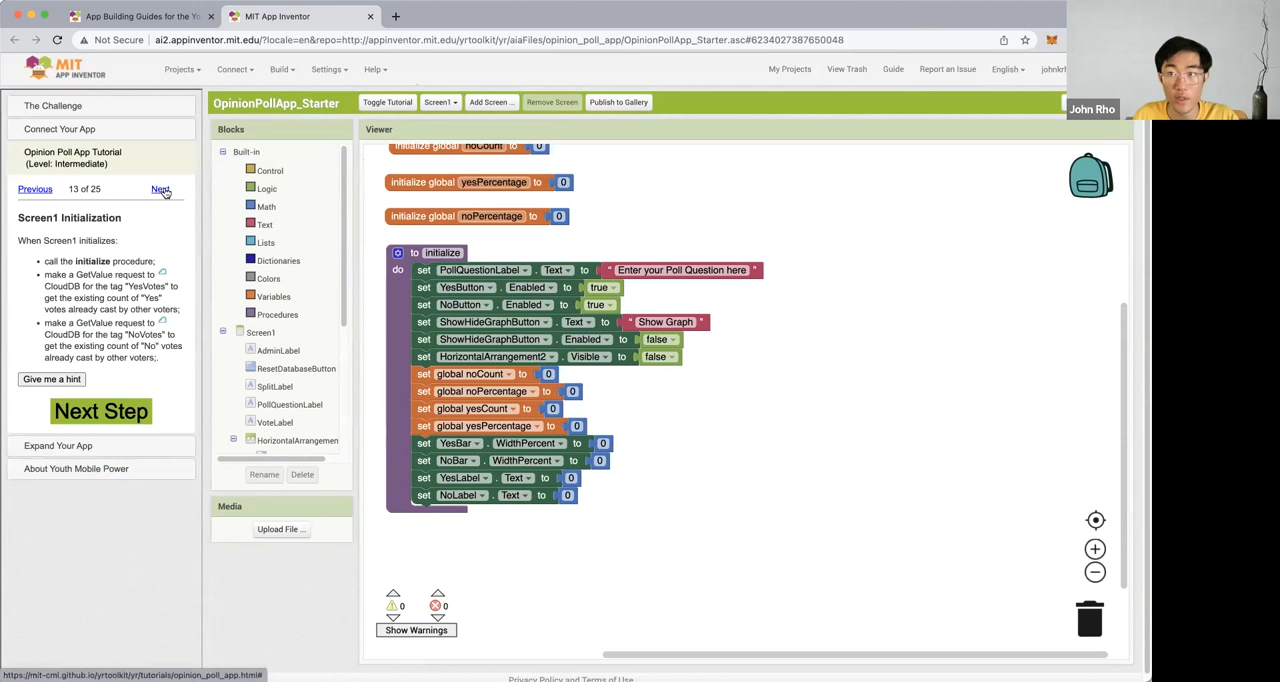 App Building Guides for the Yo
MIT App Inventor
Not Secure
ai2.appinventor.mit.edu/?locale=en&repo=http://appinventor.mit.edu/yrtoolkit/yr/aiaFiles/opinion_poll_app/OpinionPollApp_Starter.asc#6234027387650048
John Rho
MIT
APP INVENTOR
Projects
Connect
Build
Settings
Help
My Projects
View Trash
Guide
Report an Issue
English
johnkrh
The Challenge
Connect Your App
Opinion Poll App Tutorial
(Level: Intermediate)
Previous
13 of 25
Next
Screen1 Initialization
When Screen1 initializes:
• call the initialize procedure;
• make a GetValue request to
CloudDB for the tag "YesVotes" to
get the existing count of "Yes"
votes already cast by other voters;
• make a GetValue request to
CloudDB for the tag "NoVotes" to
get the existing count of "No" votes
already cast by other voters;.
Give me a hint
Next Step
Expand Your App
About Youth Mobile Power
OpinionPollApp_Starter
Toggle Tutorial
Screen1
Add Screen ...
Remove Screen
Publish to Gallery
Blocks
Built-in
Control
Logic
Math
Text
Lists
Dictionaries
Colors
Variables
Procedures
Screen1
AdminLabel
ResetDatabaseButton
SplitLabel
PollQuestionLabel
VoteLabel
HorizontalArrangemen
Rename
Delete
Media
Upload File ...
Viewer
initialize global noCount to 0
initialize global yesPercentage to 0
initialize global noPercentage to 0
to initialize
do set PollQuestionLabel . Text to " Enter your Poll Question here "
set YesButton . Enabled to true
set NoButton . Enabled to true
set ShowHideGraphButton . Text to " Show Graph "
set ShowHideGraphButton . Enabled to false
set HorizontalArrangement2 . Visible to false
set global noCount to 0
set global noPercentage to 0
set global yesCount to 0
set global yesPercentage to 0
set YesBar . WidthPercent to 0
set NoBar . WidthPercent to 0
set YesLabel . Text to 0
set NoLabel . Text to 0
0
0
Show Warnings
https://mit-cml.github.io/yrtoolkit/yr/tutorials/opinion_poll_app.html#
Privacy Policy and Terms of Use